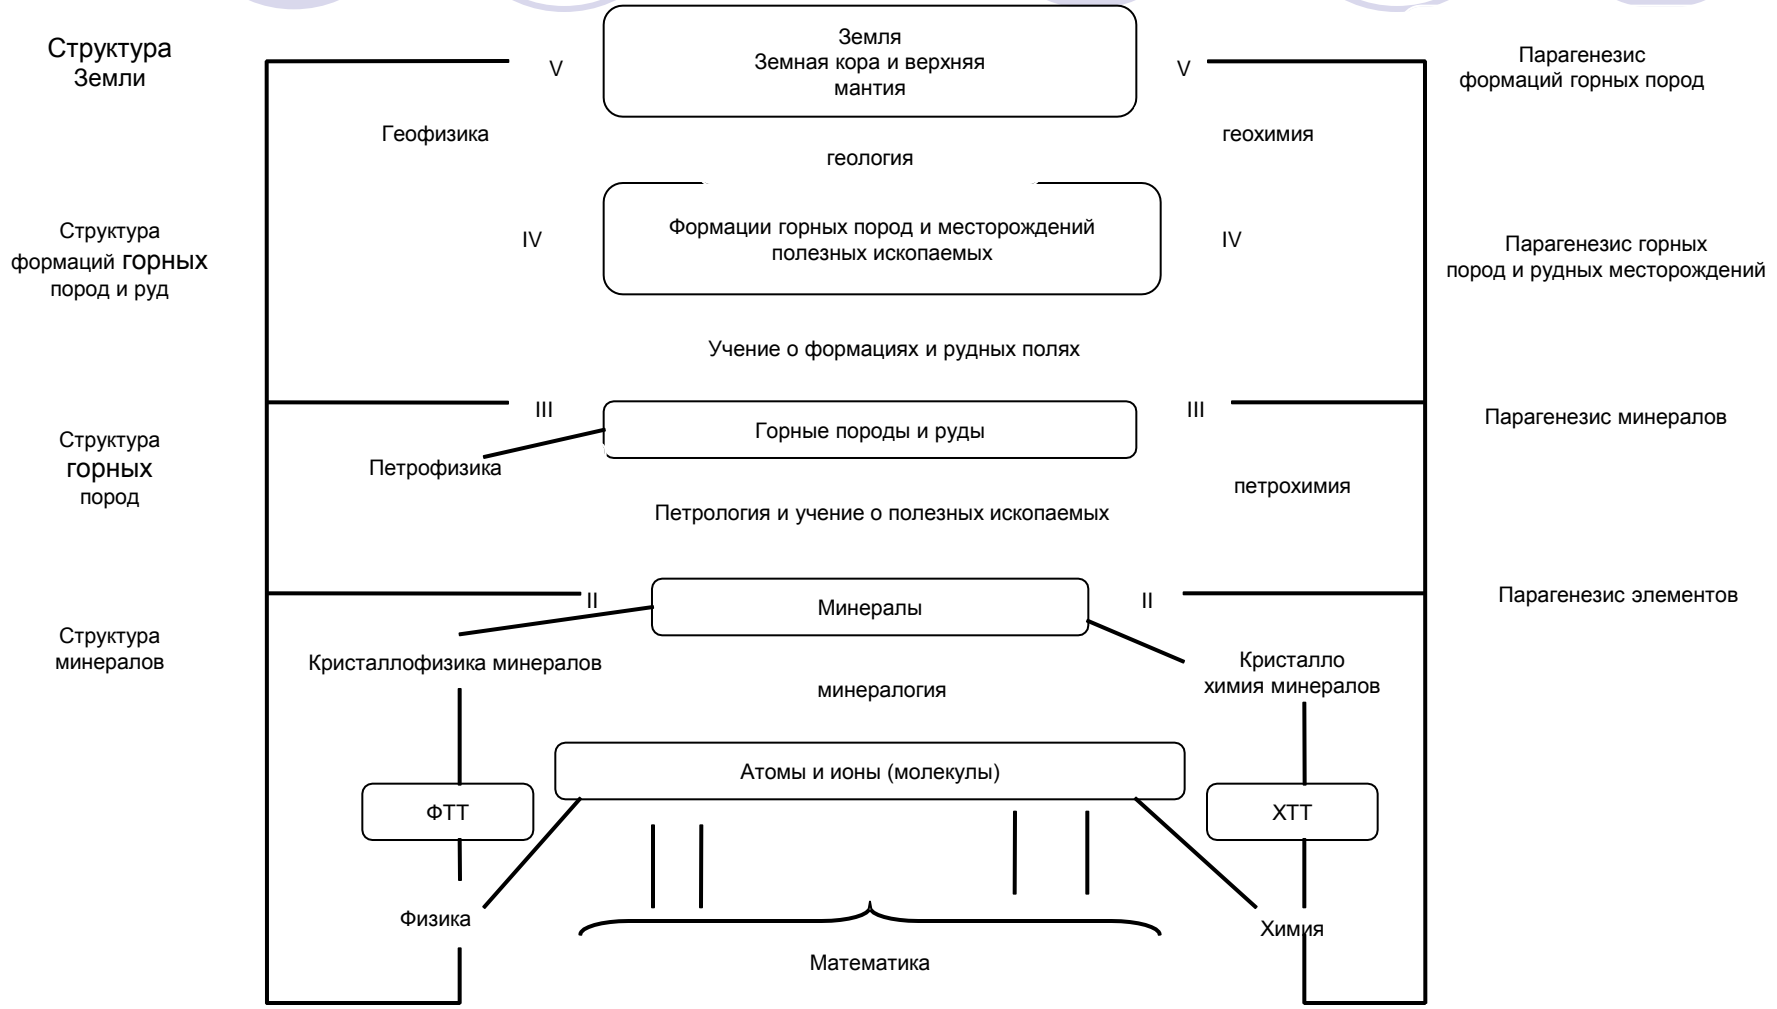 Структура
Земли
V
Земля
Земная кора и верхняя
мантия
V
Парагенезис
формаций горных пород
Геофизика
геохимия
геология
Структура
формаций горных
пород и руд
IV
Формации горных пород и месторождений
полезных ископаемых
IV
Парагенезис горных
пород и рудных месторождений
Учение о формациях и рудных полях
III
Горные породы и руды
III
Парагенезис минералов
Структура
горных
пород
Петрофизика
петрохимия
Петрология и учение о полезных ископаемых
II
Минералы
II
Парагенезис элементов
Структура
минералов
Кристаллофизика минералов
Кристалло
химия минералов
минералогия
Атомы и ионы (молекулы)
ФТТ
ХТТ
Физика
Химия
Математика